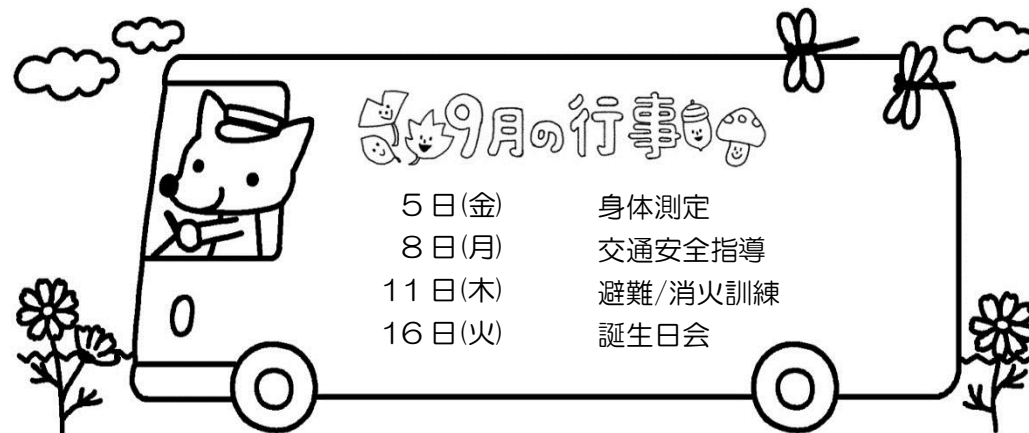 9月の行事
5日(金) 身体測定
8日(月) 交通安全指導
11日(木) 避難/消火訓練
16日(火) 誕生日会